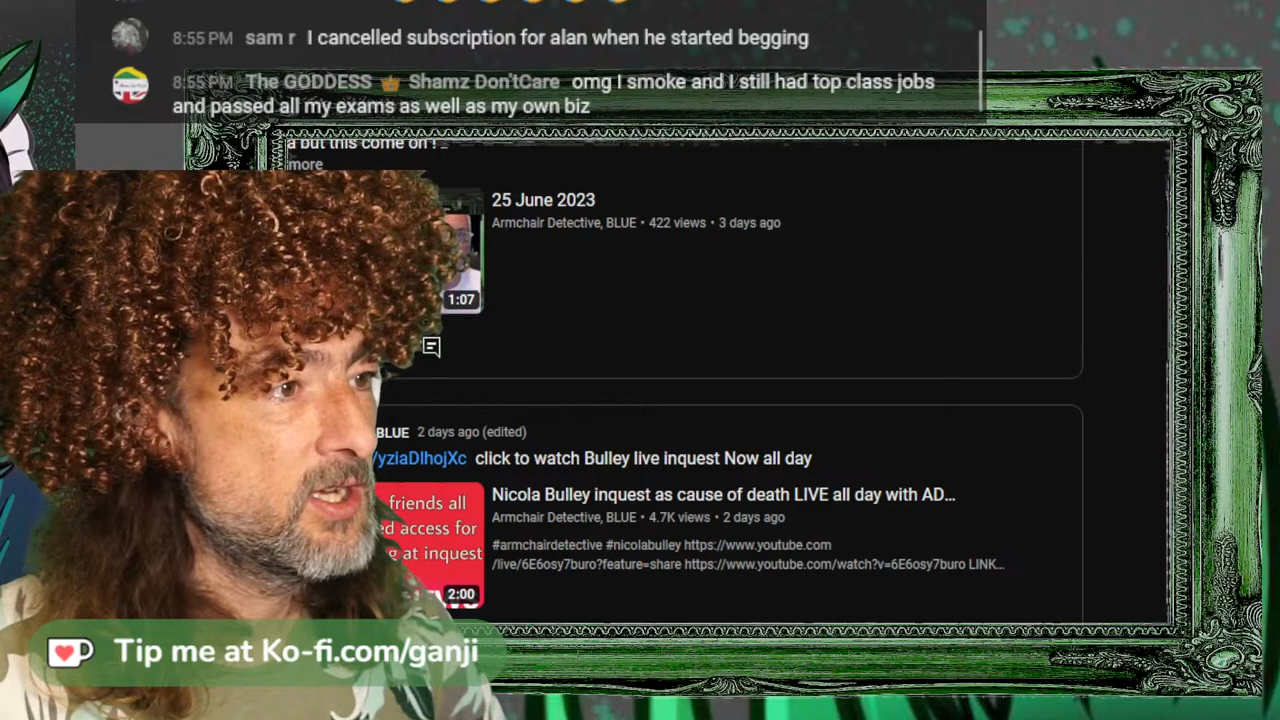 8:55 PM sam r I cancelled subscription for alan when he started begging
8:55 PM The GODDESS Shamz Don'tCare omg I smoke and I still had top class jobs
and passed all my exams as well as my own biz
a but this come on ! ..
more
25 June 2023
Armchair Detective, BLUE • 422 views • 3 days ago
1:07
BLUE 2 days ago (edited)
/yziaDlhojXc click to watch Bulley live inquest Now all day
friends all
ed access for
g at inquest
2:00
Nicola Bulley inquest as cause of death LIVE all day with AD...
Armchair Detective, BLUE • 4.7K views • 2 days ago
#armchairdetective #nicolabulley https://www.youtube.com
/live/6E6osy7buro?feature=share https://www.youtube.com/watch?v=6E6osy7buro LINK...
Tip me at Ko-fi.com/ganji